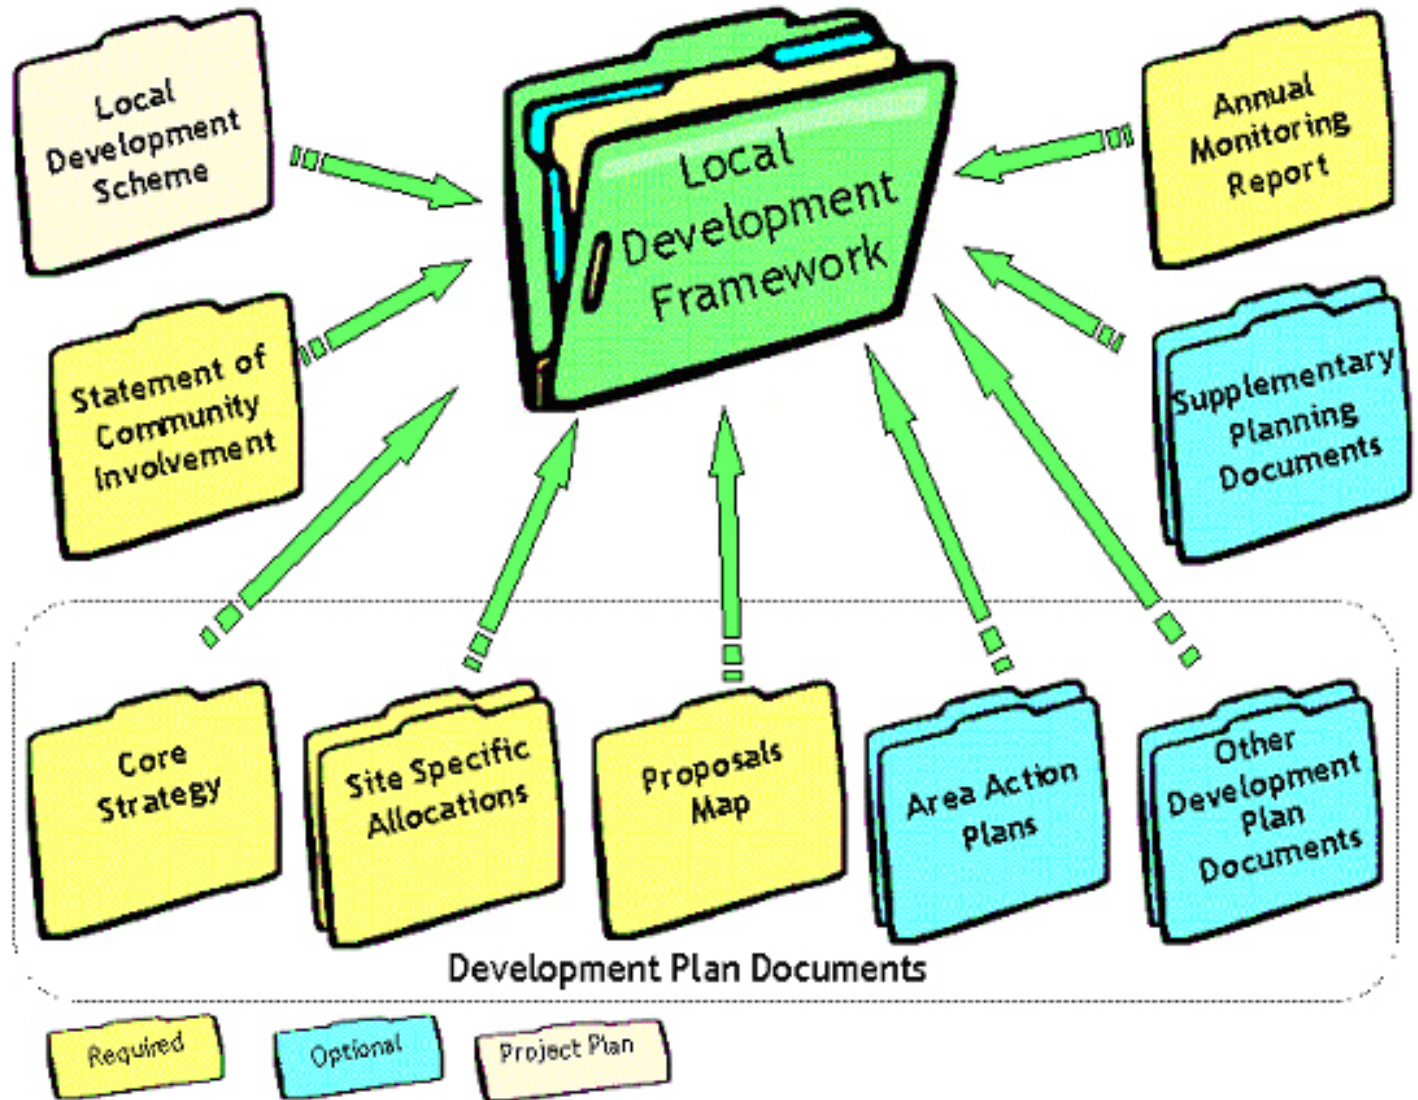 Local
Development
Scheme
Local
Development
Framework
Annual
Monitoring
Report
Statement of
Community
Involvement
Supplementary
Planning
Documents
Core
Strategy
Site Specific
Allocations
Proposals
Map
Area Action
Plans
Other
Development
Plan
Documents
Development Plan Documents
Required
Optional
Project Plan